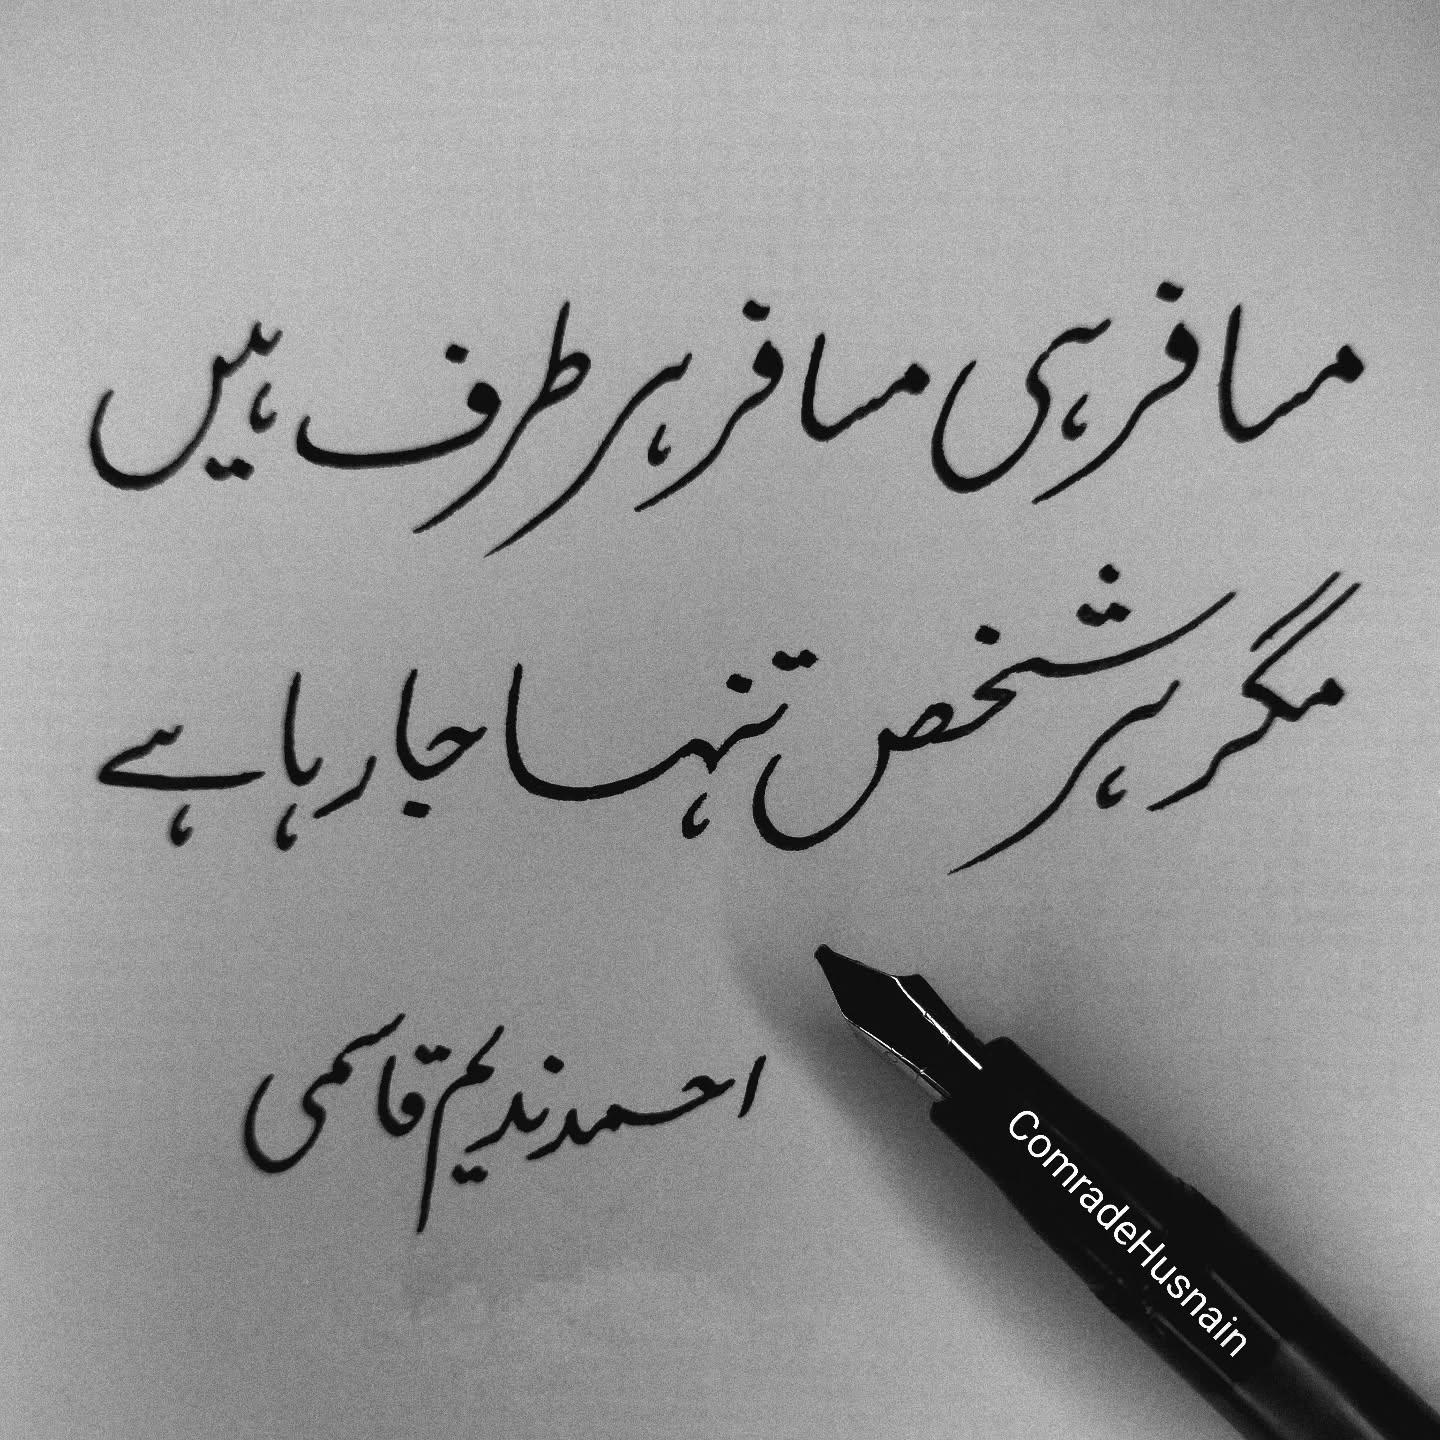 مسافر ہی مسافر ہر طرف ہیں
مگر ہر شخص تنہا جا رہا ہے
احمد ندیم قاسمی
ComradeHusnain